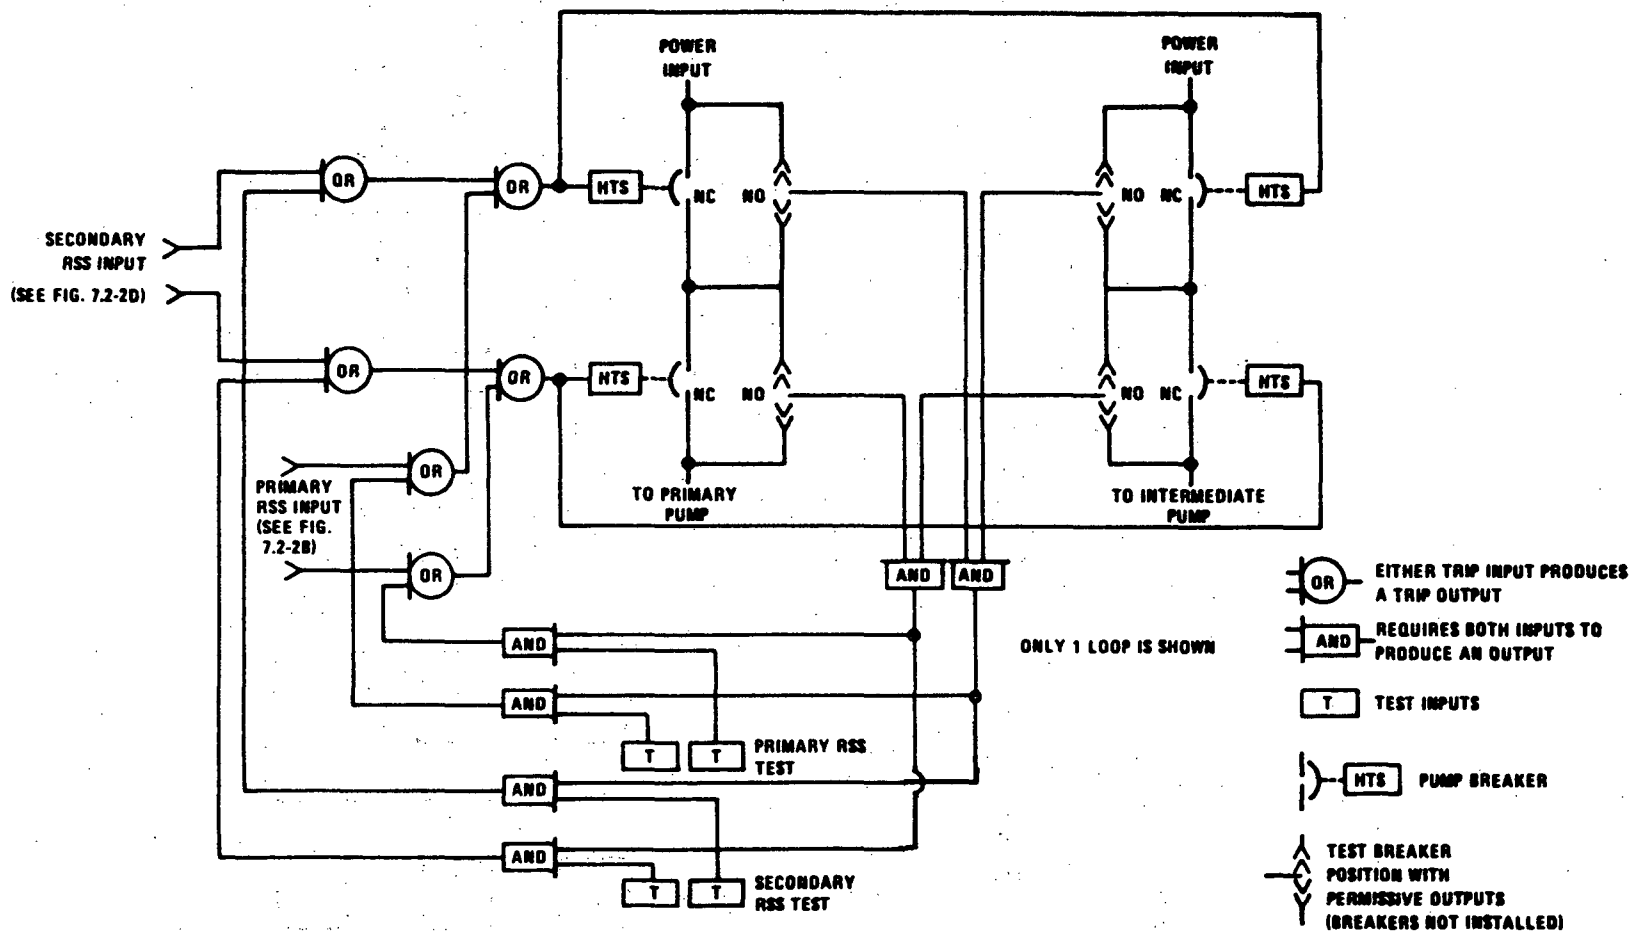 POWER
INPUT
POWER
INPUT
OR
OR
HTS
NC
NO
NO
NC
HTS
SECONDARY
RSS INPUT
(SEE FIG. 7.2-2D)
OR
OR
HTS
NC
NO
NO
NC
HTS
OR
PRIMARY
RSS INPUT
(SEE FIG.
7.2-2B)
TO PRIMARY
PUMP
TO INTERMEDIATE
PUMP
OR
AND
AND
OR
EITHER TRIP INPUT PRODUCES
A TRIP OUTPUT
AND
ONLY 1 LOOP IS SHOWN
AND
REQUIRES BOTH INPUTS TO
PRODUCE AN OUTPUT
AND
T
TEST INPUTS
T
T
PRIMARY RSS
TEST
AND
HTS
PUMP BREAKER
AND
T
T
SECONDARY
RSS TEST
TEST BREAKER
POSITION WITH
PERMISSIVE OUTPUTS
(BREAKERS NOT INSTALLED)